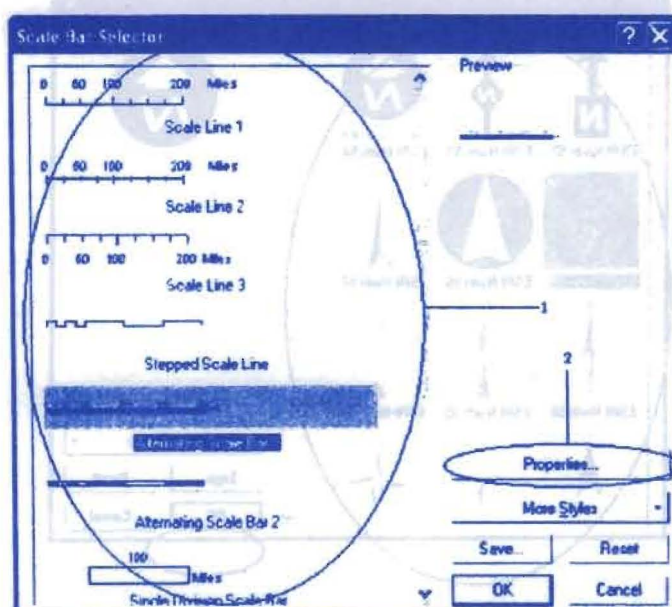 Scale Bar Selector
? X
Preview
0 60 100 200 Miles
Scale Line 1
0 60 100 200 Miles
Scale Line 2
0 60 100 200 Miles
Scale Line 3
1
Stepped Scale Line
2
Alternating Scale Bar
Properties...
Alternating Scale Bar 2
More Styles
100
Miles
Save...
Reset
Single Division Scale Bar
OK
Cancel